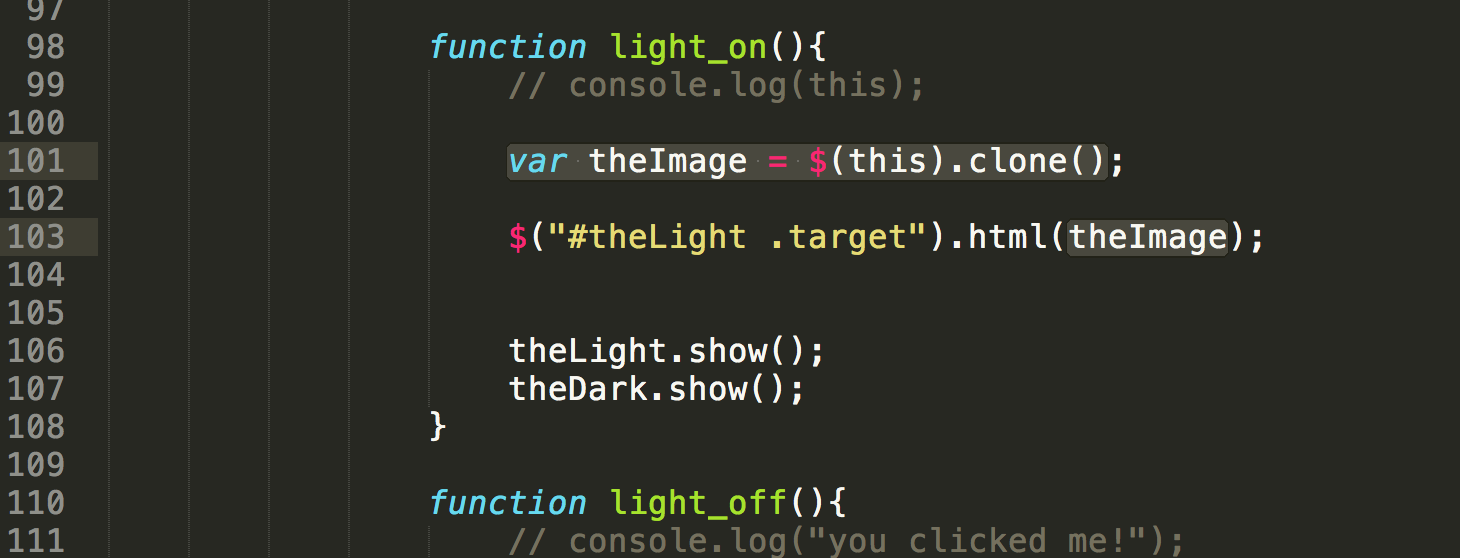 97
98 function light_on(){
99 // console.log(this);
100
101 var theImage = $(this).clone();
102
103 $("#theLight .target").html(theImage);
104
105
106 theLight.show();
107 theDark.show();
108 }
109
110 function light_off(){
111 // console.log("you clicked me!");